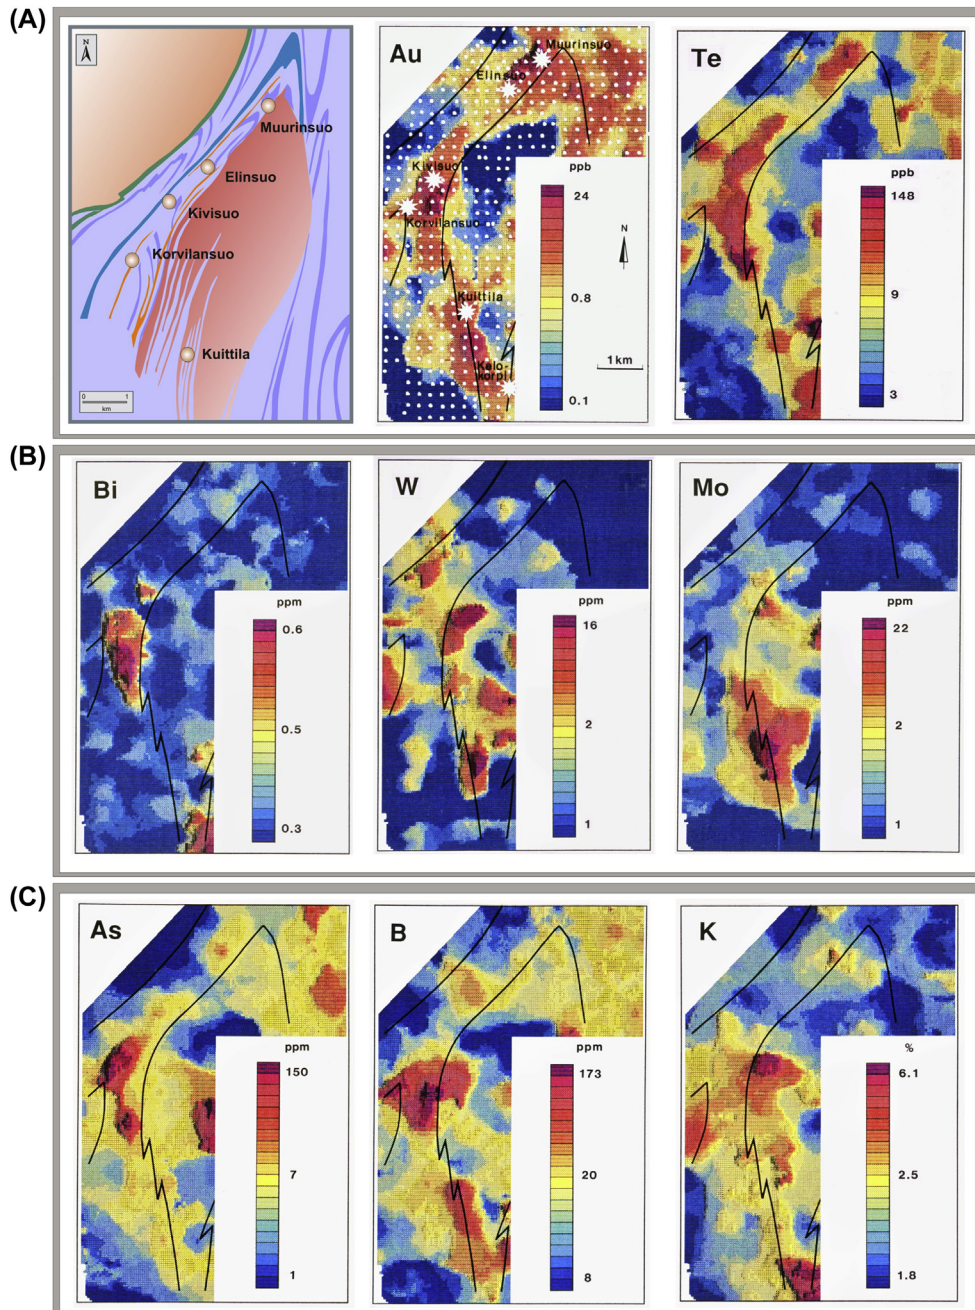 (A)
N
Muurinsuo
Elinsuo
Kivisuo
Korvilansuo
Kuittila
0 1
km
Au
Muurinsuo
Elinsuo
Kivisuo
Korvilansuo
Kuittila
Kelo-
korpi
ppb
24
0.8
0.1
N
1 km
Te
ppb
148
9
3
(B)
Bi
ppm
0.6
0.5
0.3
W
ppm
16
2
1
Mo
ppm
22
2
1
(C)
As
ppm
150
7
1
B
ppm
173
20
8
K
%
6.1
2.5
1.8